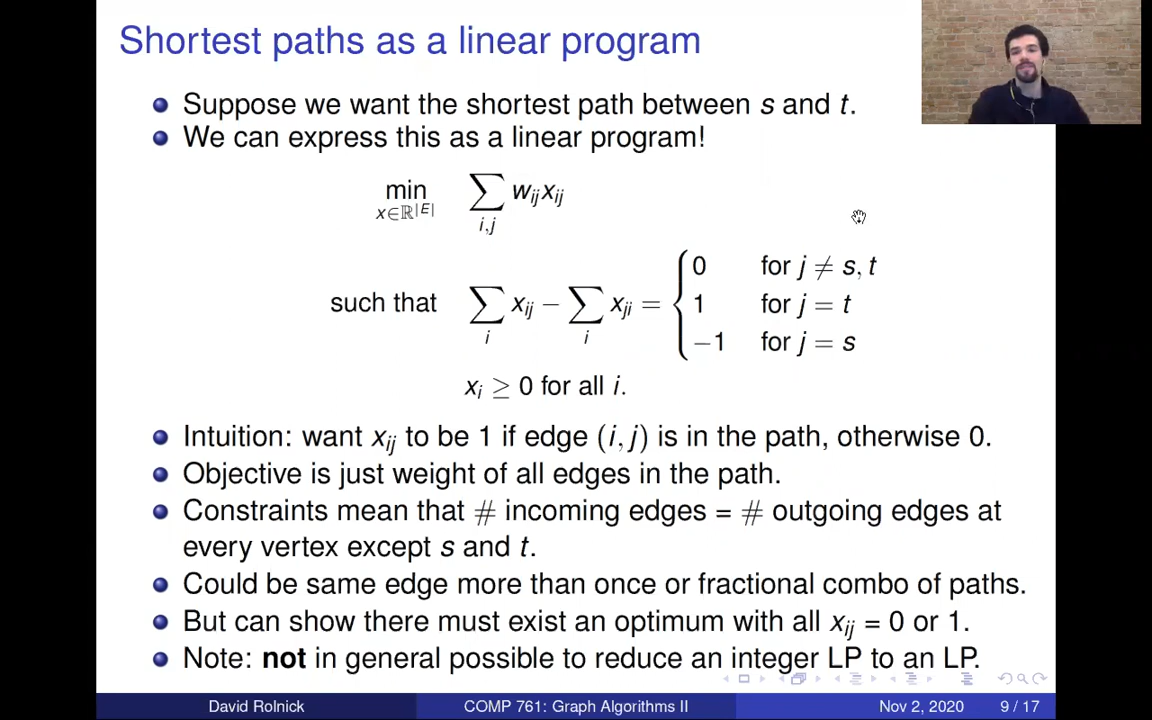 Shortest paths as a linear program
Suppose we want the shortest path between s and t.
We can express this as a linear program!
min ∑ w_ij x_ij
x∈ℝ^|E| i,j
such that ∑_i x_ij − ∑_i x_ji = { 0 for j ≠ s, t
1 for j = t
−1 for j = s
x_i ≥ 0 for all i.
Intuition: want x_ij to be 1 if edge (i, j) is in the path, otherwise 0.
Objective is just weight of all edges in the path.
Constraints mean that # incoming edges = # outgoing edges at
every vertex except s and t.
Could be same edge more than once or fractional combo of paths.
But can show there must exist an optimum with all x_ij = 0 or 1.
Note: not in general possible to reduce an integer LP to an LP.
David Rolnick COMP 761: Graph Algorithms II Nov 2, 2020 9 / 17